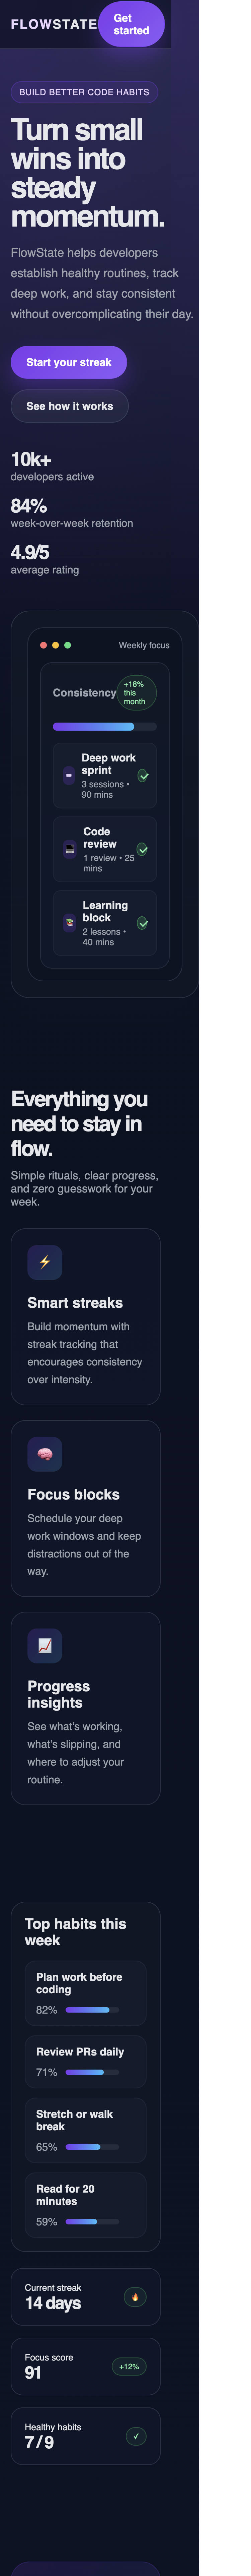 FLOWSTATE
Get
started
BUILD BETTER CODE HABITS
Turn small
wins into
steady
momentum.
FlowState helps developers
establish healthy routines, track
deep work, and stay consistent
without overcomplicating their day.
Start your streak
See how it works
10k+
developers active
84%
week-over-week retention
4.9/5
average rating
Weekly focus
Consistency
+18%
this
month
Deep work
sprint
3 sessions •
90 mins
Code
review
1 review • 25
mins
Learning
block
2 lessons •
40 mins
Everything you
need to stay in
flow.
Simple rituals, clear progress,
and zero guesswork for your
week.
Smart streaks
Build momentum with
streak tracking that
encourages consistency
over intensity.
Focus blocks
Schedule your deep
work windows and keep
distractions out of the
way.
Progress
insights
See what's working,
what's slipping, and
where to adjust your
routine.
Top habits this
week
Plan work before
coding
82%
Review PRs daily
71%
Stretch or walk
break
65%
Read for 20
minutes
59%
Current streak
14 days
Focus score
91
+12%
Healthy habits
7 / 9